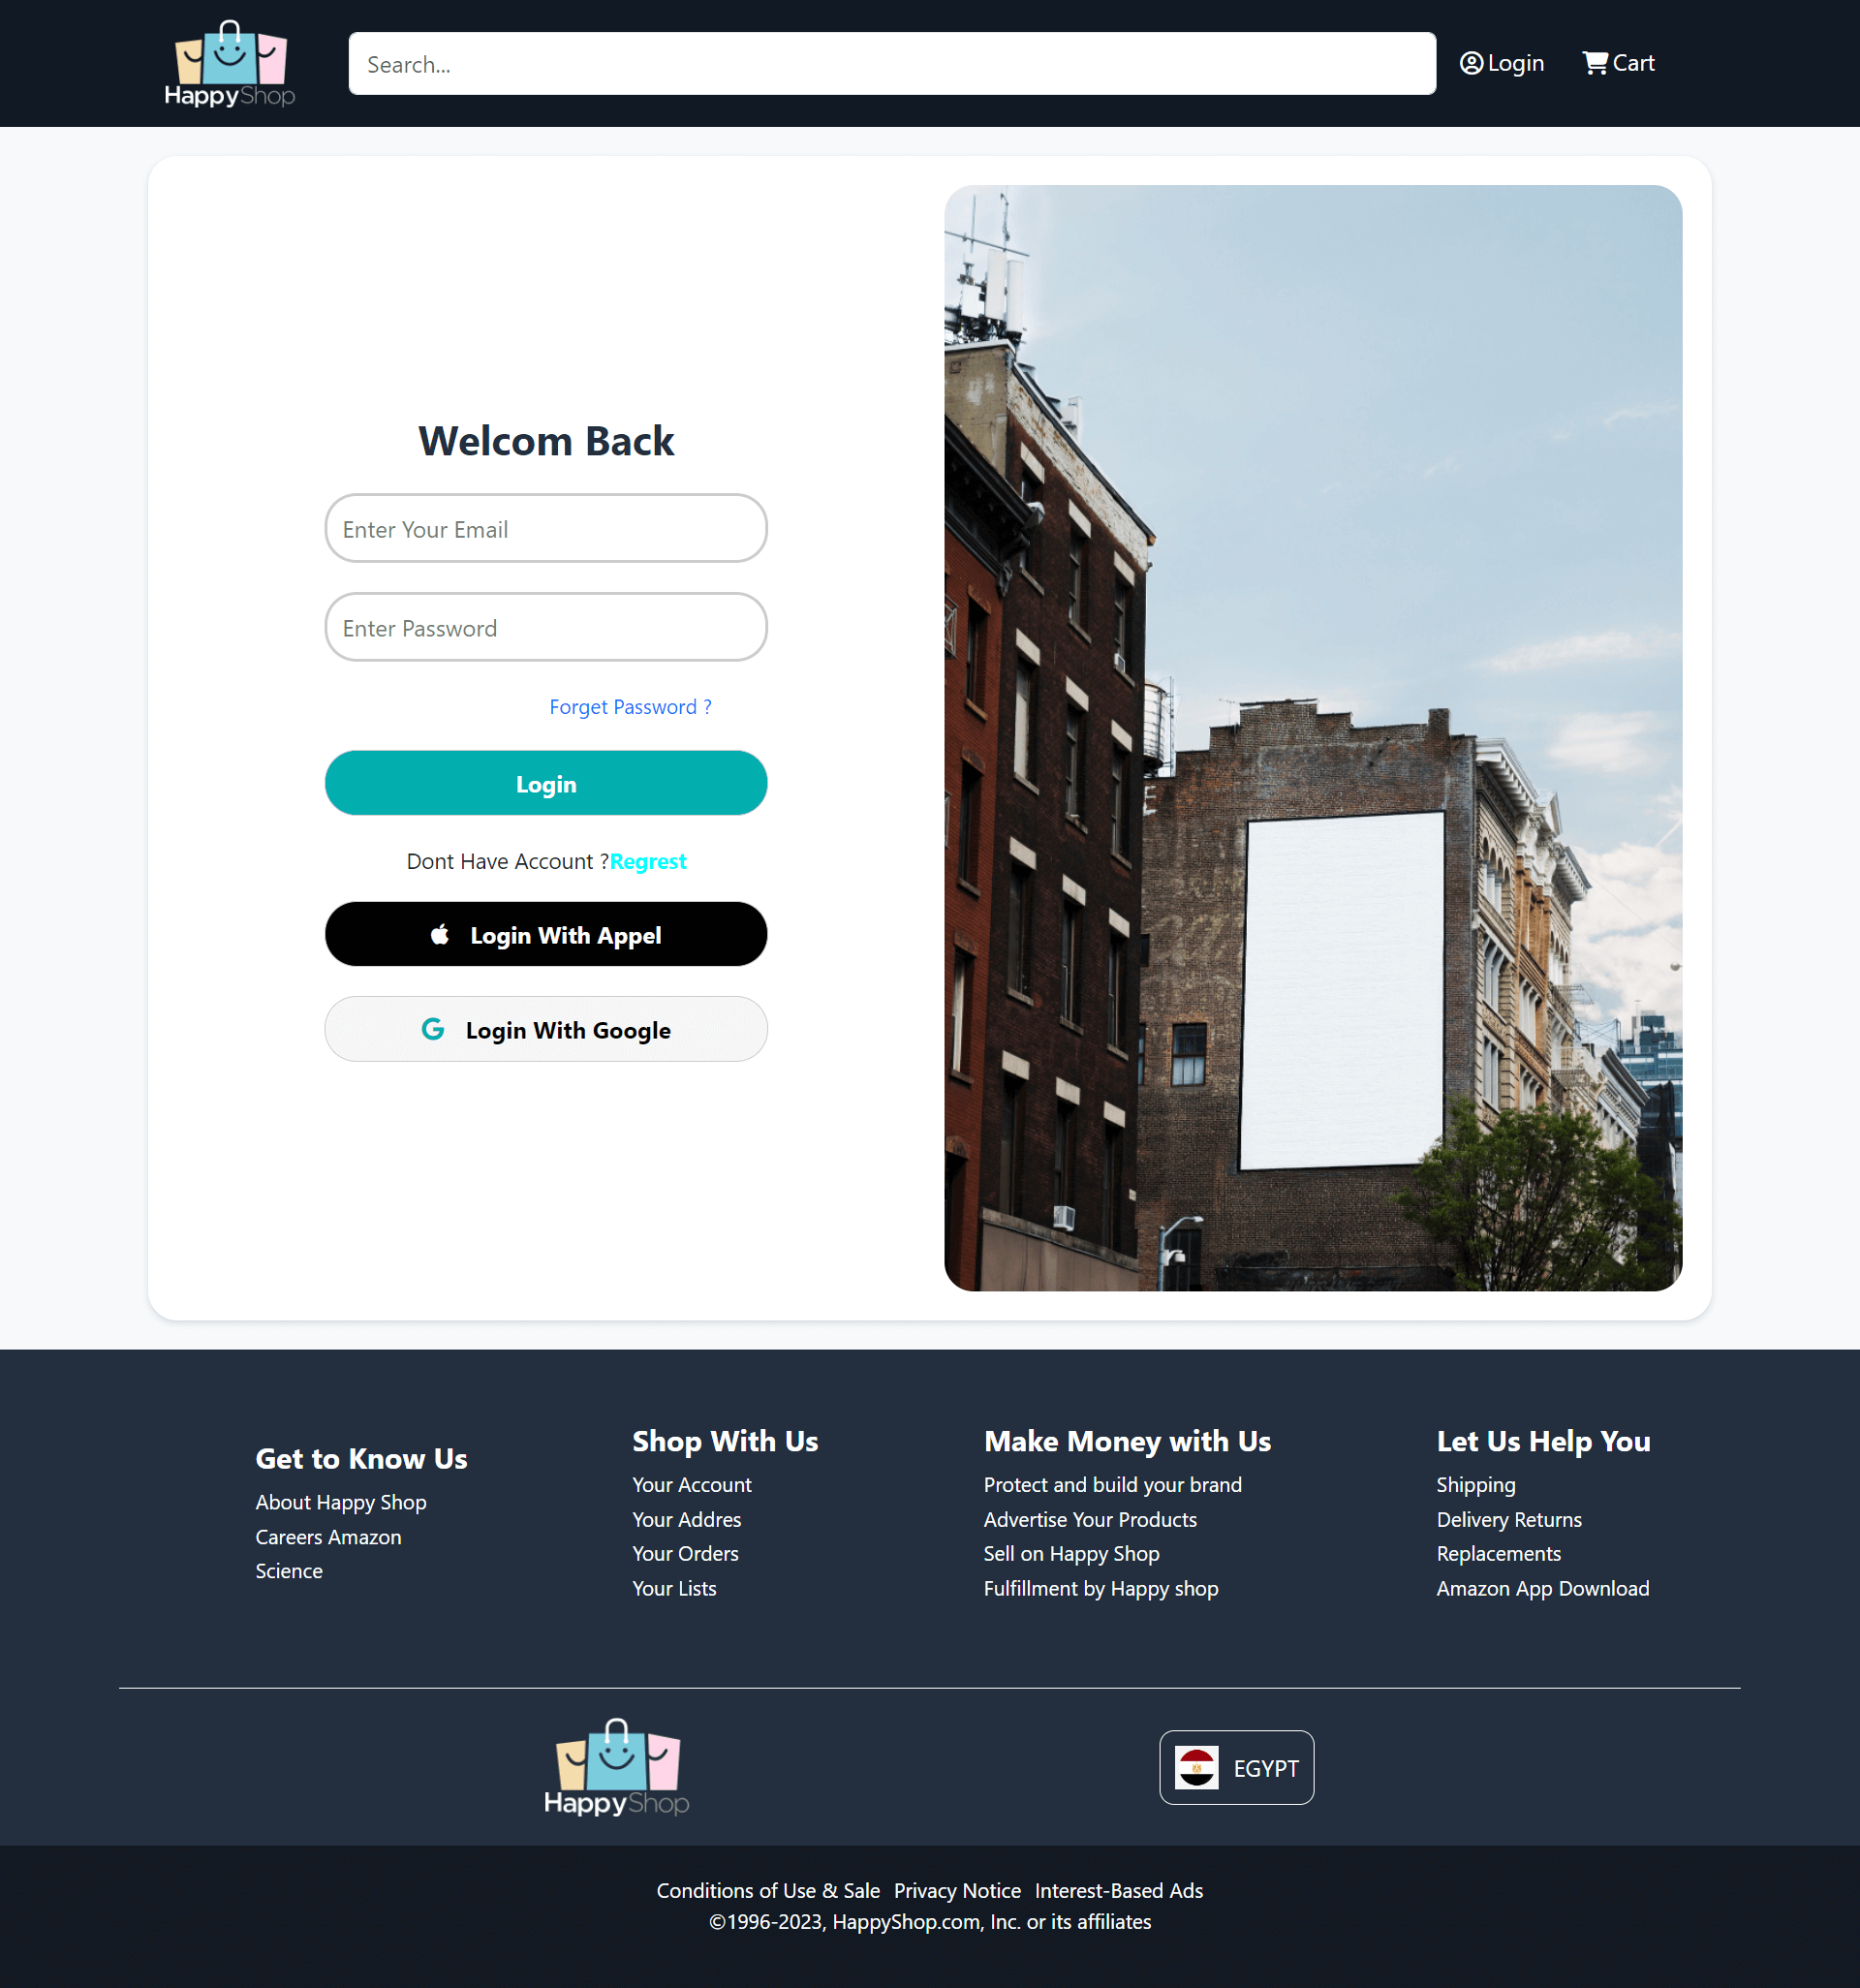 HappyShop
Search...
Login
Cart
Welcom Back
Enter Your Email
Enter Password
Forget Password ?
Login
Dont Have Account ?Regrest
Login With Appel
Login With Google
Get to Know Us
About Happy Shop
Careers Amazon
Science
Shop With Us
Your Account
Your Addres
Your Orders
Your Lists
Make Money with Us
Protect and build your brand
Advertise Your Products
Sell on Happy Shop
Fulfillment by Happy shop
Let Us Help You
Shipping
Delivery Returns
Replacements
Amazon App Download
HappyShop
EGYPT
Conditions of Use & Sale Privacy Notice Interest-Based Ads
©1996-2023, HappyShop.com, Inc. or its affiliates